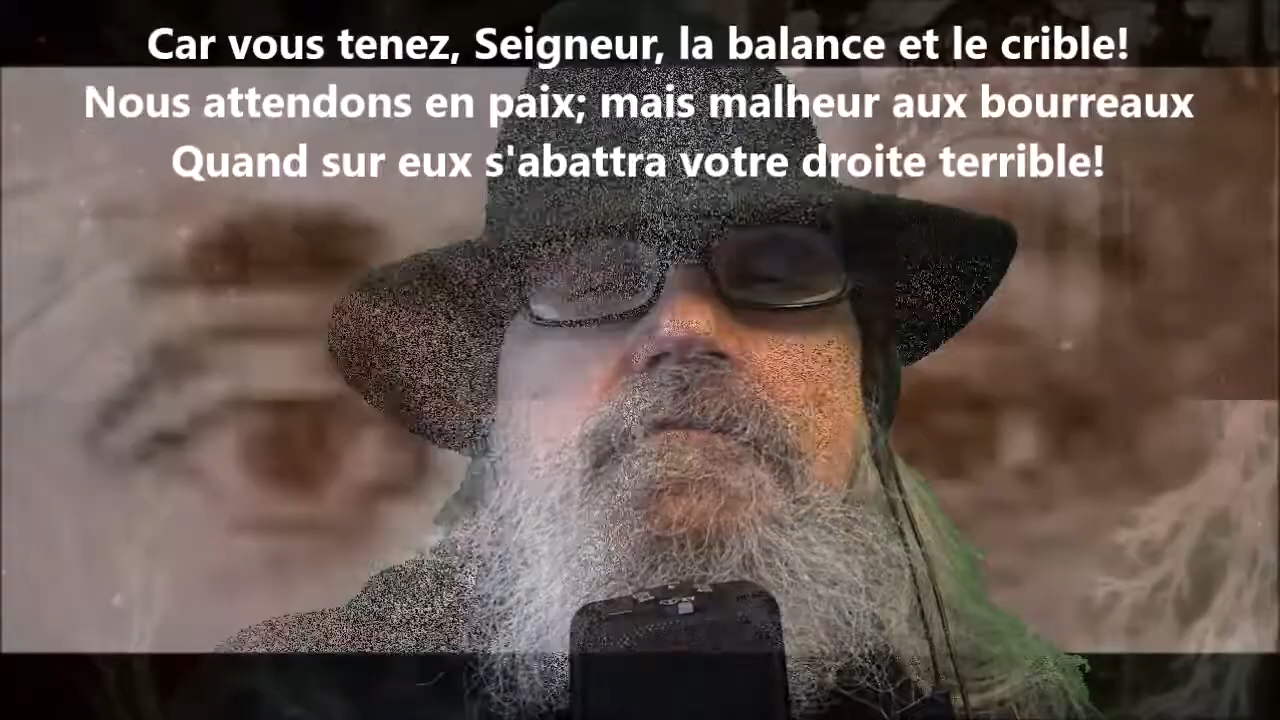 Car vous tenez, Seigneur, la balance et le crible!
Nous attendons en paix; mais malheur aux bourreaux
Quand sur eux s'abattra votre droite terrible!